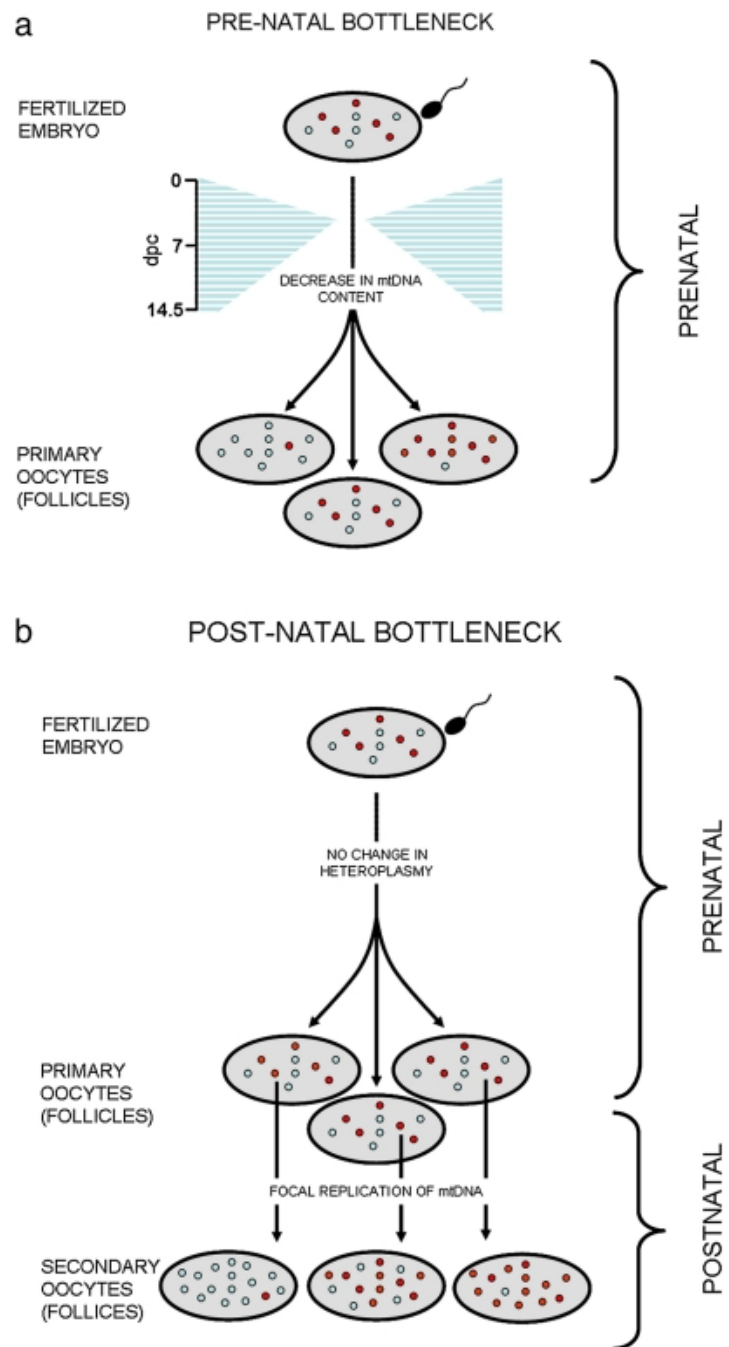 a
PRE-NATAL BOTTLENECK
FERTILIZED
EMBRYO
0
7
14.5
dpc
DECREASE IN mtDNA
CONTENT
PRENATAL
PRIMARY
OOCYTES
(FOLLICLES)
b
POST-NATAL BOTTLENECK
FERTILIZED
EMBRYO
NO CHANGE IN
HETEROPLASMY
PRENATAL
PRIMARY
OOCYTES
(FOLLICLES)
FOCAL REPLICATION OF mtDNA
POSTNATAL
SECONDARY
OOCYTES
(FOLLICES)